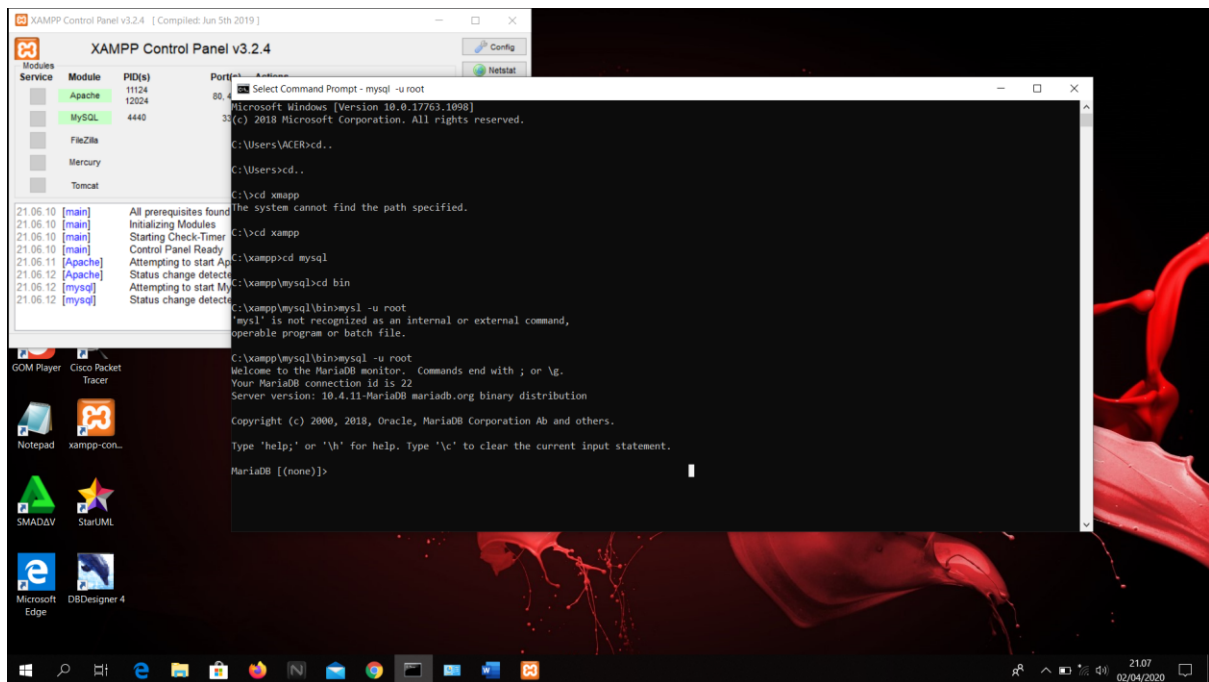 XAMPP Control Panel v3.2.4 [ Compiled: Jun 5th 2019 ]
XAMPP Control Panel v3.2.4
Config
Netstat
Modules
Service Module PID(s) Port(s) Actions
Apache 11124 12024 80, 4
MySQL 4440 33
FileZilla
Mercury
Tomcat
21.06.10 [main] All prerequisites found
21.06.10 [main] Initializing Modules
21.06.10 [main] Starting Check-Timer
21.06.10 [main] Control Panel Ready
21.06.11 [Apache] Attempting to start Ap
21.06.12 [Apache] Status change detecte
21.06.12 [mysql] Attempting to start My
21.06.12 [mysql] Status change detecte
Select Command Prompt - mysql -u root
Microsoft Windows [Version 10.0.17763.1098]
(c) 2018 Microsoft Corporation. All rights reserved.
C:\Users\ACER>cd..
C:\Users>cd..
C:\>cd xmapp
The system cannot find the path specified.
C:\>cd xampp
C:\xampp>cd mysql
C:\xampp\mysql>cd bin
C:\xampp\mysql\bin>mysl -u root
'mysl' is not recognized as an internal or external command,
operable program or batch file.
C:\xampp\mysql\bin>mysql -u root
Welcome to the MariaDB monitor.  Commands end with ; or \g.
Your MariaDB connection id is 22
Server version: 10.4.11-MariaDB mariadb.org binary distribution
Copyright (c) 2000, 2018, Oracle, MariaDB Corporation Ab and others.
Type 'help;' or '\h' for help. Type '\c' to clear the current input statement.
MariaDB [(none)]>
GOM Player
Cisco Packet
Tracer
Notepad
xampp-con...
SMADΔV
StarUML
Microsoft
Edge
DBDesigner 4
21.07
02/04/2020